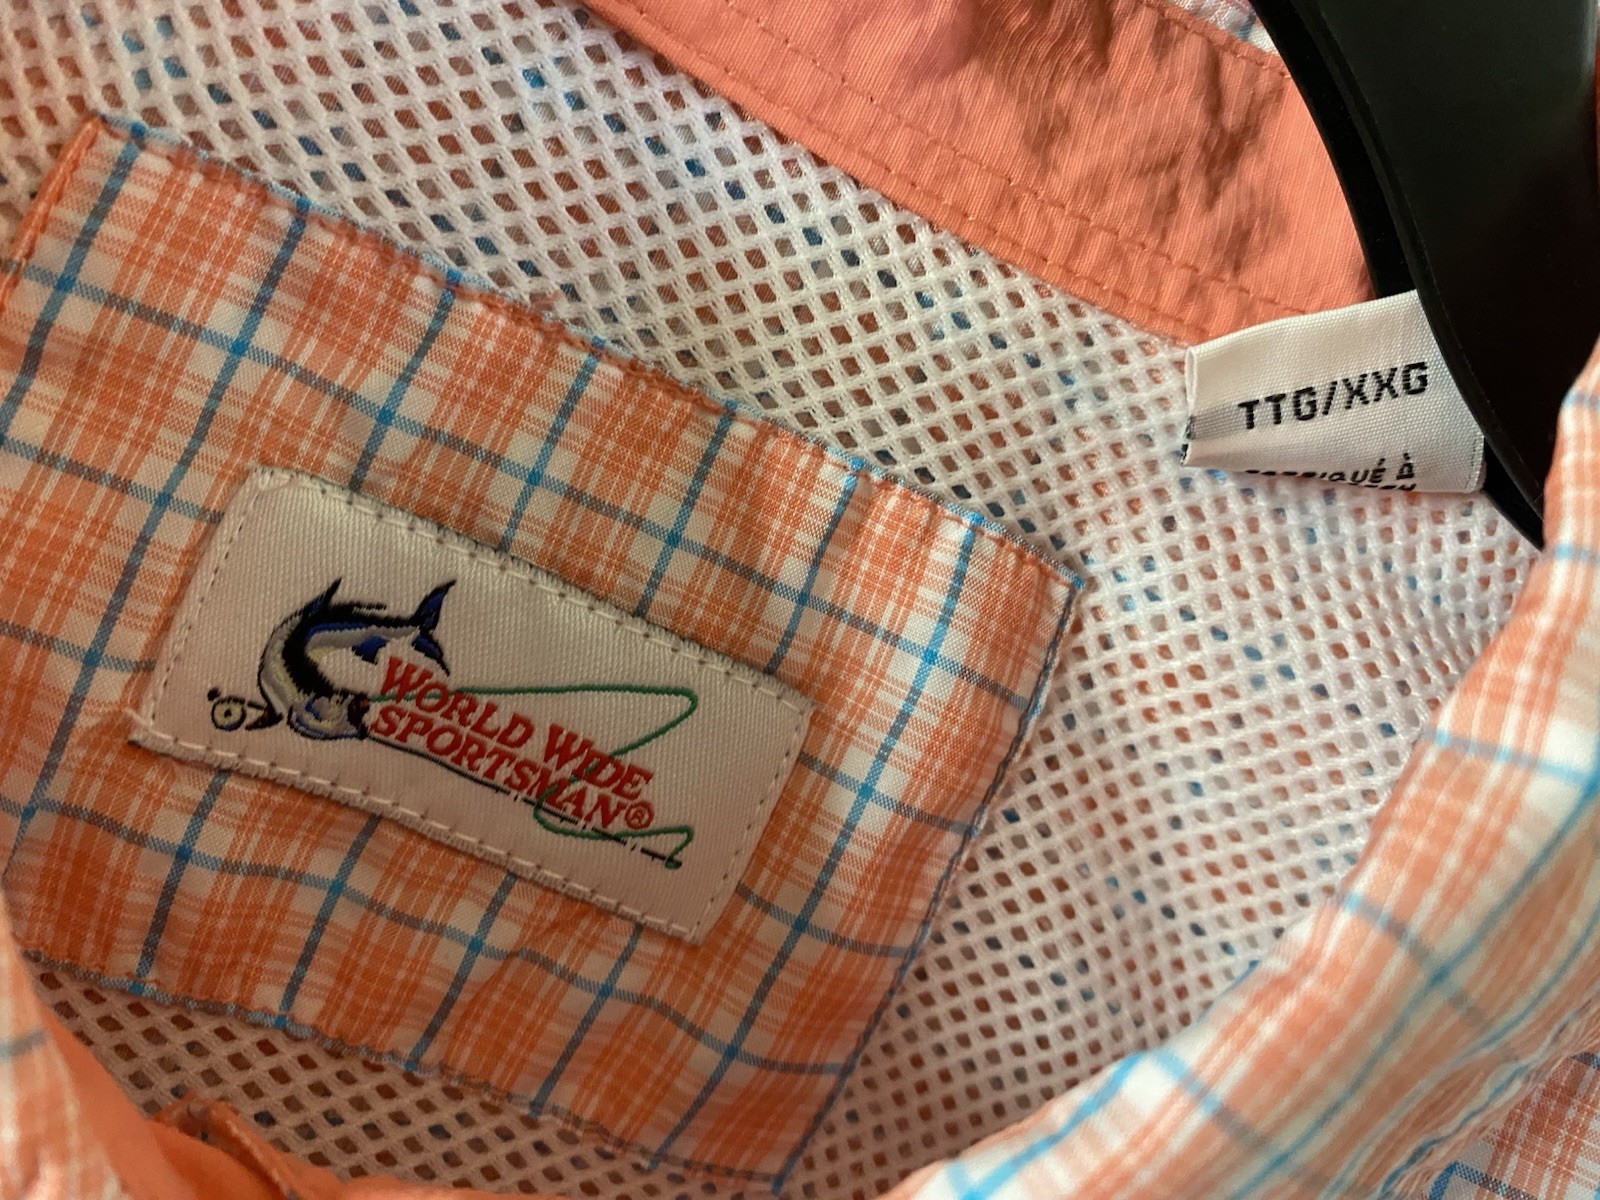 WORLD WIDE
SPORTSMAN®
TTG/XXG
À